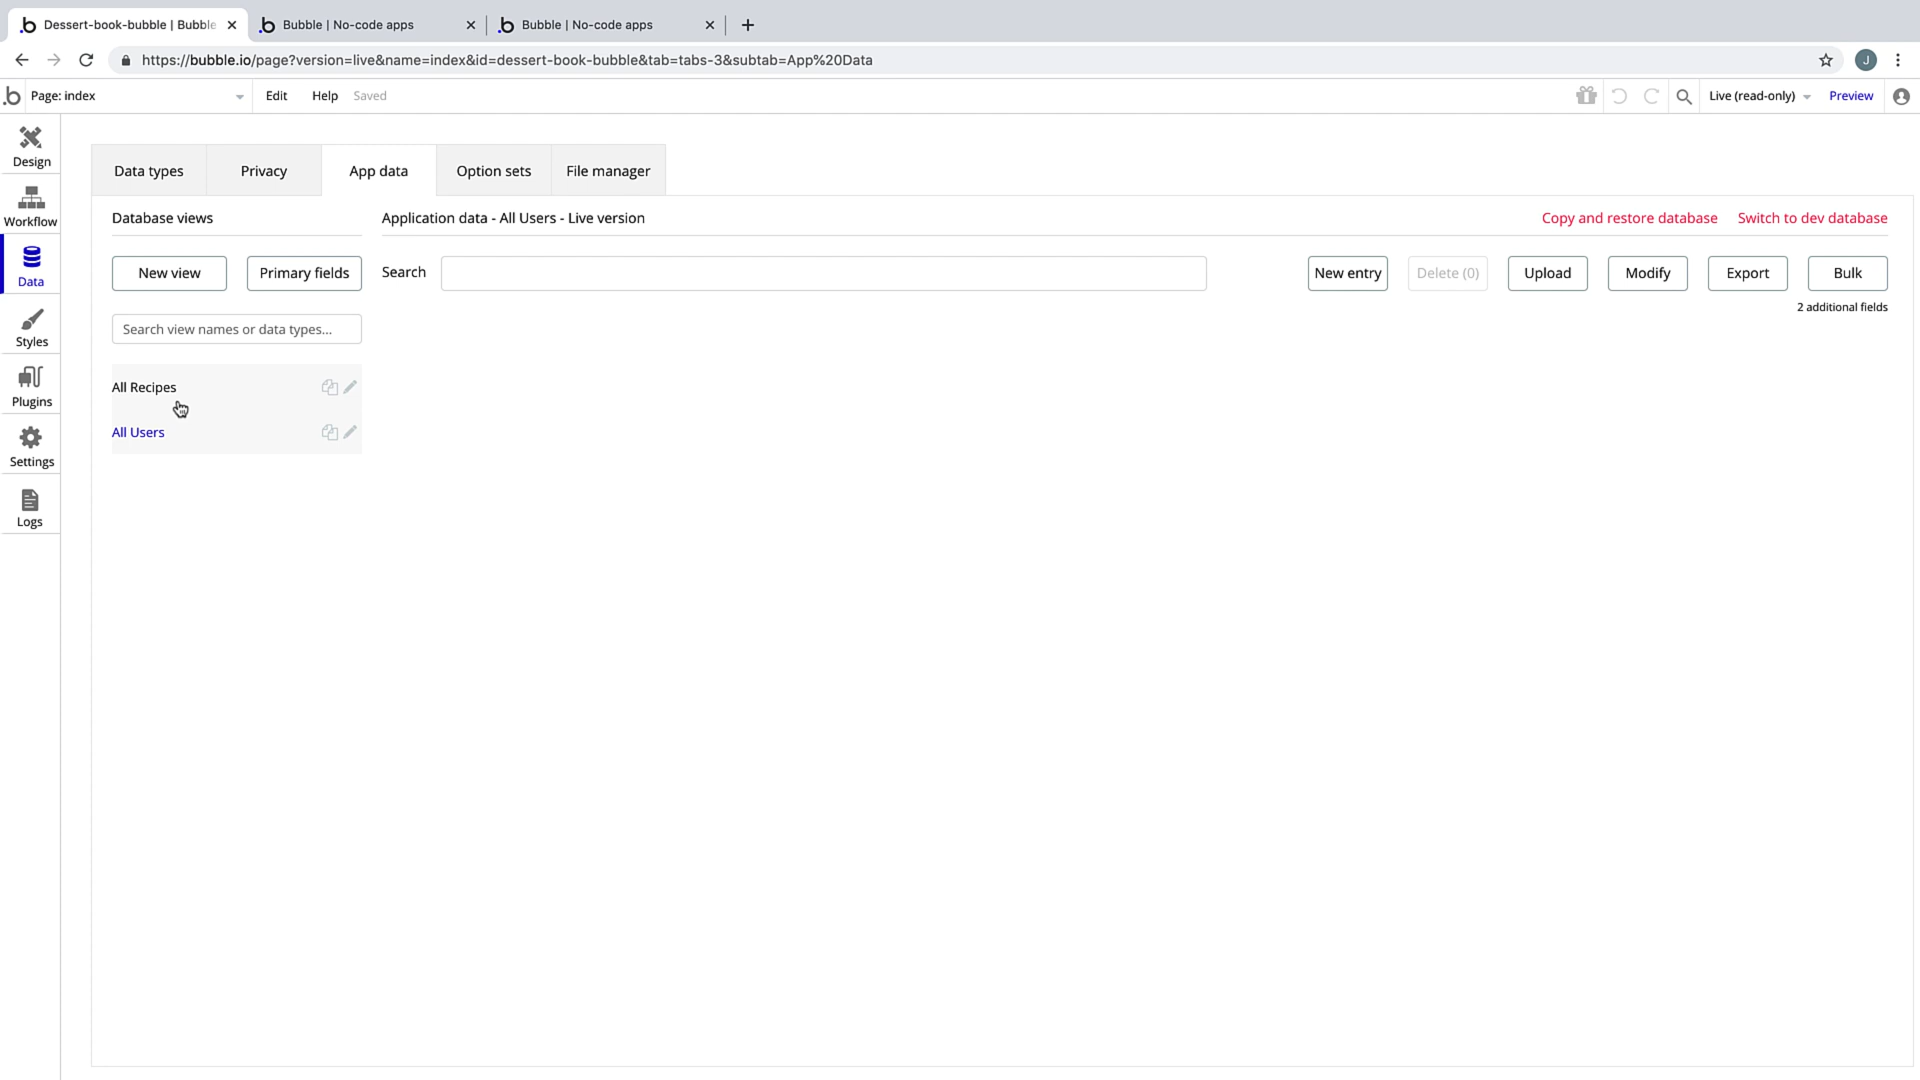 Dessert-book-bubble | Bubble
Bubble | No-code apps
Bubble | No-code apps
https://bubble.io/page?version=live&name=index&id=dessert-book-bubble&tab=tabs-3&subtab=App%20Data
J
Page: index
Edit
Help
Saved
Live (read-only)
Preview
Design
Workflow
Data
Styles
Plugins
Settings
Logs
Data types
Privacy
App data
Option sets
File manager
Database views
Application data - All Users - Live version
Copy and restore database
Switch to dev database
New view
Primary fields
Search
New entry
Delete (0)
Upload
Modify
Export
Bulk
2 additional fields
Search view names or data types...
All Recipes
All Users